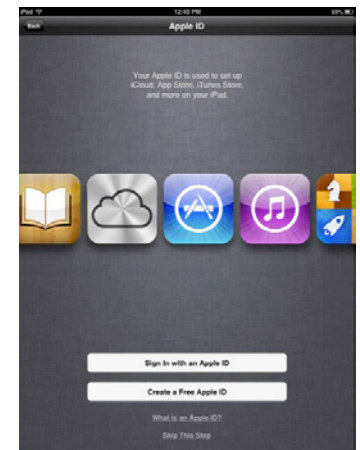 iPad
12:40 PM
89%
Back
Apple ID
Your Apple ID is used to set up
iCloud, App Store, iTunes Store,
and more on your iPad.
Sign In with an Apple ID
Create a Free Apple ID
What is an Apple ID?
Skip This Step